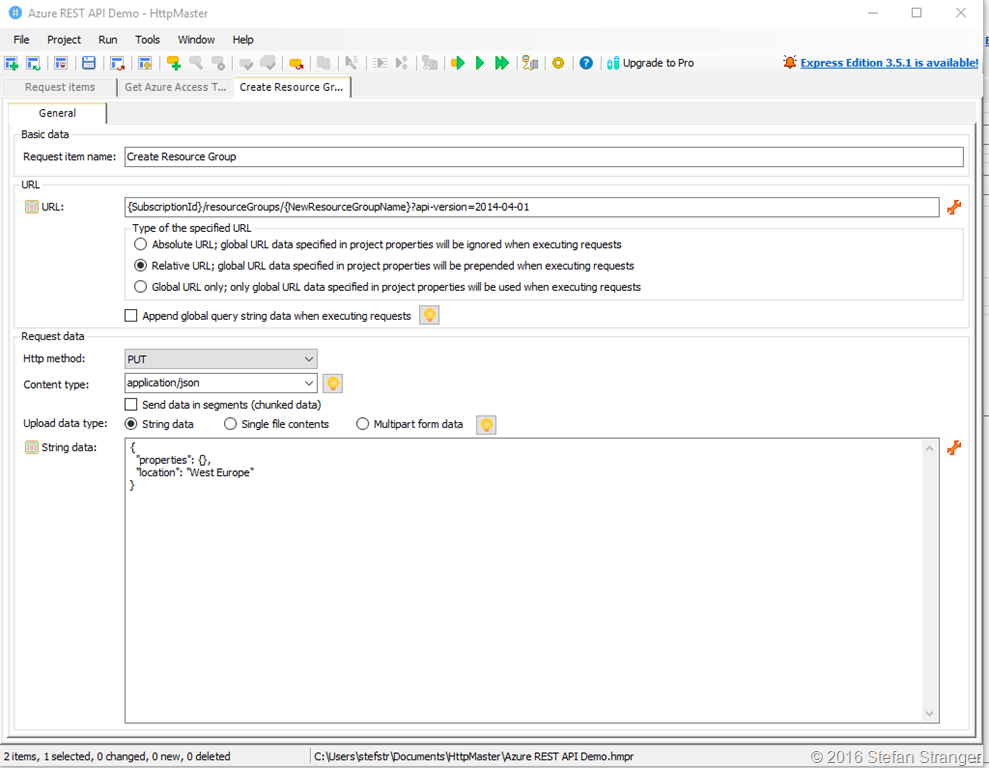 Azure REST API Demo - HttpMaster
File Project Run Tools Window Help
Upgrade to Pro Express Edition 3.5.1 is available!
Request items Get Azure Access T... Create Resource Gr...
General
Basic data
Request item name: Create Resource Group
URL
URL: {SubscriptionId}/resourceGroups/{NewResourceGroupName}?api-version=2014-04-01
Type of the specified URL
Absolute URL; global URL data specified in project properties will be ignored when executing requests
Relative URL; global URL data specified in project properties will be prepended when executing requests
Global URL only; only global URL data specified in project properties will be used when executing requests
Append global query string data when executing requests
Request data
Http method: PUT
Content type: application/json
Send data in segments (chunked data)
Upload data type: String data Single file contents Multipart form data
String data: {
"properties": {},
"location": "West Europe"
}
2 items, 1 selected, 0 changed, 0 new, 0 deleted C:\Users\stefstr\Documents\HttpMaster\Azure REST API Demo.hmpr
© 2016 Stefan Stranger